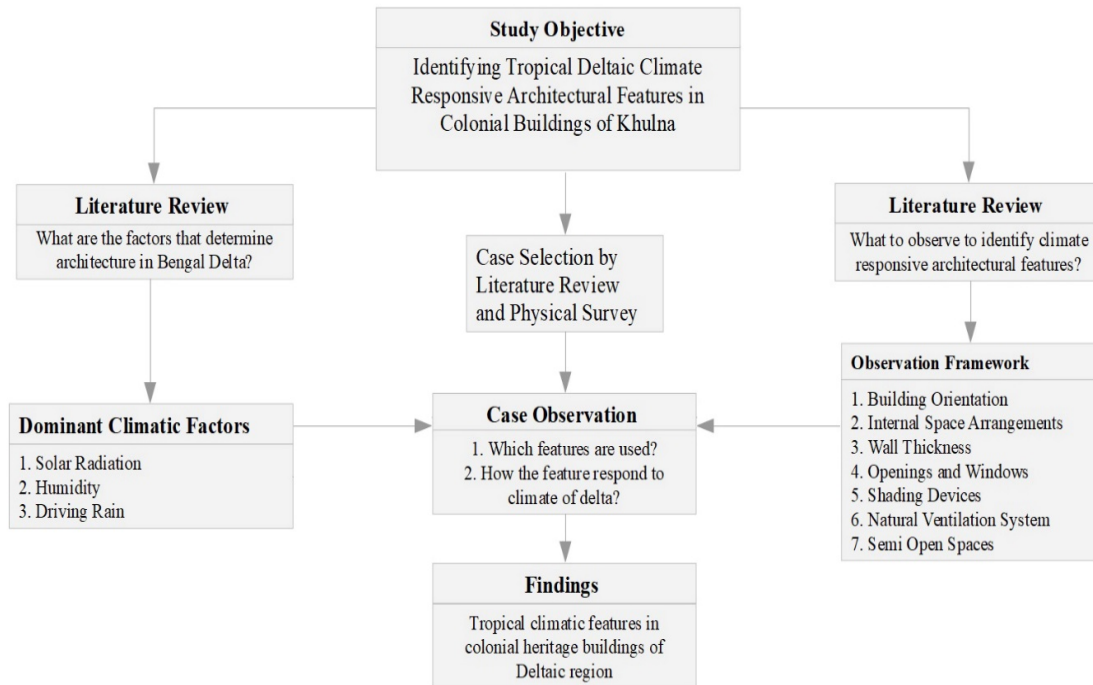 Study Objective
Identifying Tropical Deltaic Climate
Responsive Architectural Features in
Colonial Buildings of Khulna
Literature Review
What are the factors that determine
architecture in Bengal Delta?
Case Selection by
Literature Review
and Physical Survey
Literature Review
What to observe to identify climate
responsive architectural features?
Dominant Climatic Factors
1. Solar Radiation
2. Humidity
3. Driving Rain
Case Observation
1. Which features are used?
2. How the feature respond to
climate of delta?
Observation Framework
1. Building Orientation
2. Internal Space Arrangements
3. Wall Thickness
4. Openings and Windows
5. Shading Devices
6. Natural Ventilation System
7. Semi Open Spaces
Findings
Tropical climatic features in
colonial heritage buildings of
Deltaic region